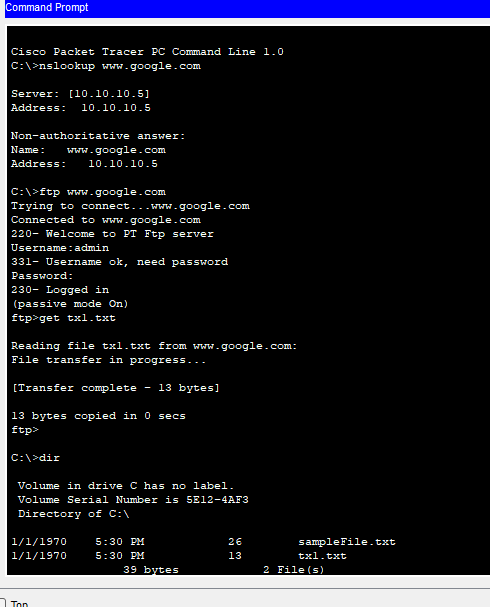 Command Prompt
Cisco Packet Tracer PC Command Line 1.0
C:\>nslookup www.google.com
Server: [10.10.10.5]
Address: 10.10.10.5
Non-authoritative answer:
Name: www.google.com
Address: 10.10.10.5
C:\>ftp www.google.com
Trying to connect...www.google.com
Connected to www.google.com
220- Welcome to PT Ftp server
Username:admin
331- Username ok, need password
Password:
230- Logged in
(passive mode On)
ftp>get tx1.txt
Reading file tx1.txt from www.google.com:
File transfer in progress...
[Transfer complete - 13 bytes]
13 bytes copied in 0 secs
ftp>
C:\>dir
Volume in drive C has no label.
Volume Serial Number is 5E12-4AF3
Directory of C:\
1/1/1970 5:30 PM 26 sampleFile.txt
1/1/1970 5:30 PM 13 tx1.txt
39 bytes 2 File(s)
Top